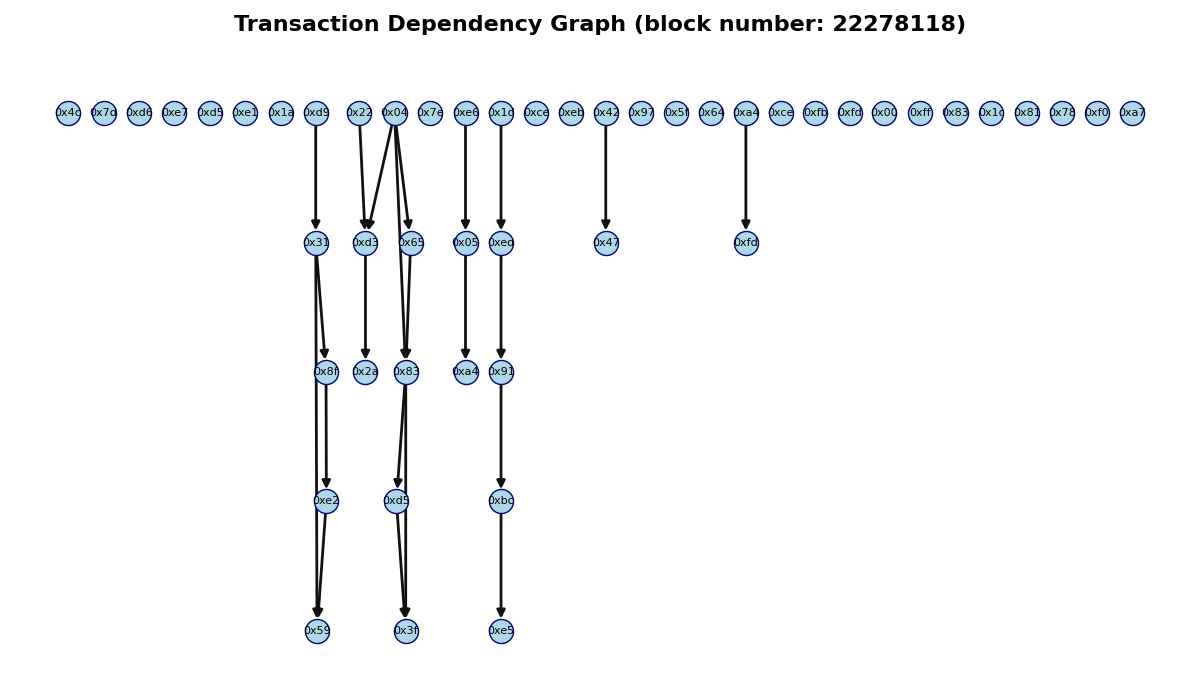 Transaction Dependency Graph (block number: 22278118)
0x4c 0x7d 0xd6 0xe7 0xd5 0xe1 0x1a 0xd9 0x22 0x04 0x7e 0xe6 0x1d 0xce 0xeb 0x42 0x97 0x5f 0x64 0xa4 0xce 0xfb 0xfd 0x00 0xff 0x83 0x1c 0x81 0x78 0xf0 0xa7
0x31 0xd3 0x65 0x05 0xed 0x47 0xfd
0x8f 0x2a 0x83 0xa4 0x91
0xe2 0xd5 0xbc
0x59 0x3f 0xe5